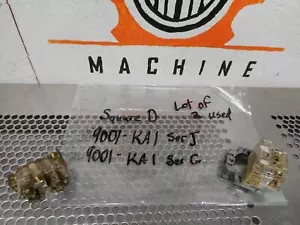 MACHINE
Square D
Lot of
2 used
9001-KA1 Ser J
9001-KA1 Ser G